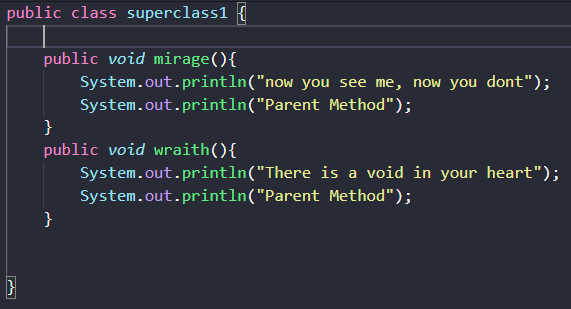 public class superclass1 {
public void mirage(){
System.out.println("now you see me, now you dont");
System.out.println("Parent Method");
}
public void wraith(){
System.out.println("There is a void in your heart");
System.out.println("Parent Method");
}
}